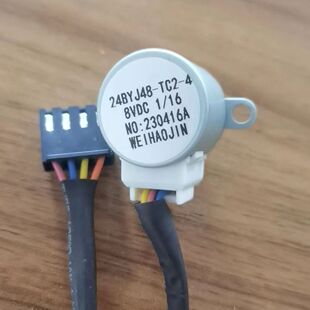 24BYJ48-TC2-4
8VDC 1/16
NO:230416A
WEIHAOJIN